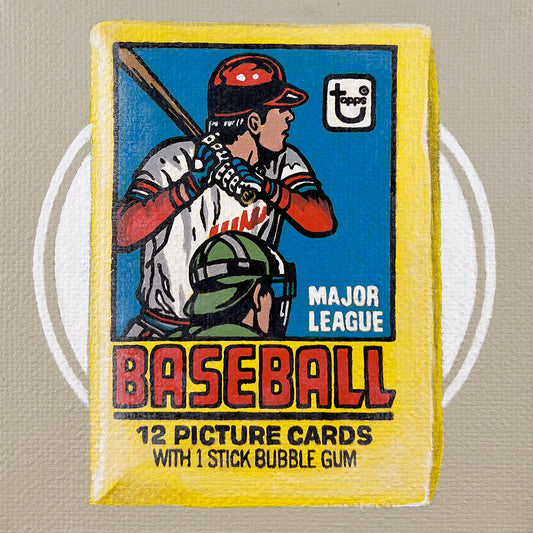 topps
MAJOR
LEAGUE
BASEBALL
12 PICTURE CARDS
WITH 1 STICK BUBBLE GUM